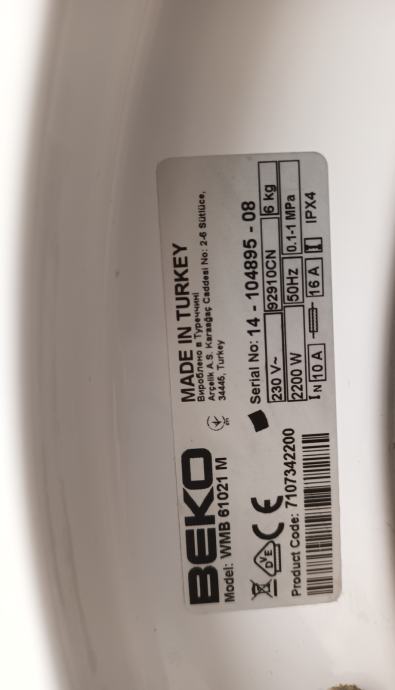 BEKO
Model: WMB 61021 M
Product Code: 7107342200
MADE IN TURKEY
Вироблено в Туреччині
Arçelik A.S. Karaağaç Caddesi No: 2-6 Sütlüce,
34445, Turkey
Serial No: 14 - 104895 - 08
230 V~ 92910CN 6 kg
2200 W 50Hz 0.1-1 MPa
IN 10 A 16 A IPX4